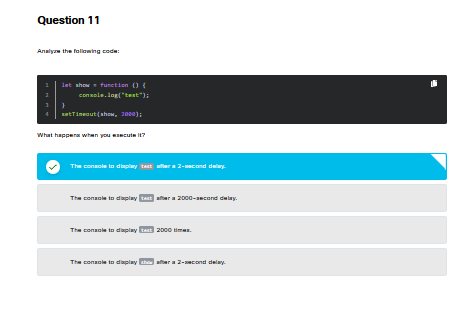 Question 11
Analyze the following code:
1 let show = function () {
2 console.log("test");
3 }
4 setTimeout(show, 2000);
What happens when you execute it?
The console to display test after a 2-second delay.
The console to display test after a 2000-second delay.
The console to display test 2000 times.
The console to display show after a 2-second delay.